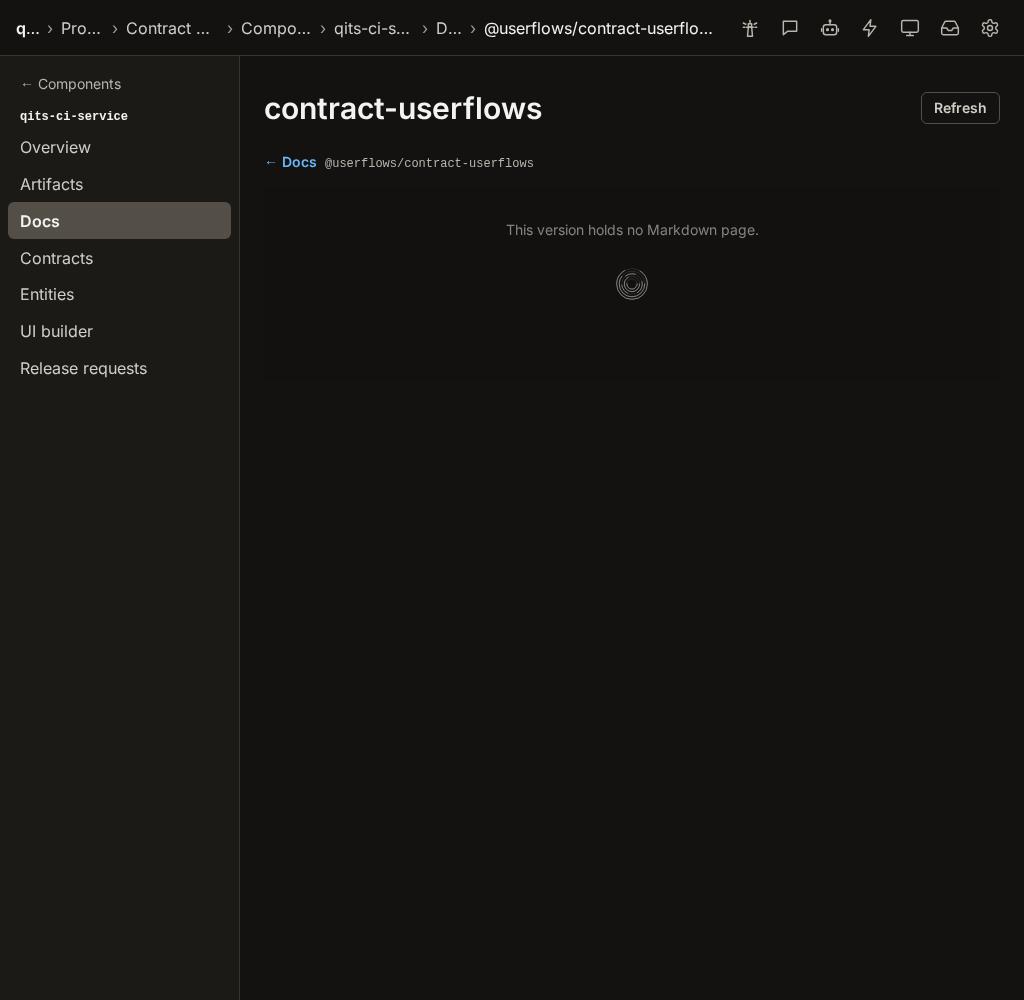 q... › Pro... › Contract ... › Compo... › qits-ci-s... › D... › @userflows/contract-userflo...
← Components
qits-ci-service
Overview
Artifacts
Docs
Contracts
Entities
UI builder
Release requests
contract-userflows
Refresh
← Docs @userflows/contract-userflows
This version holds no Markdown page.